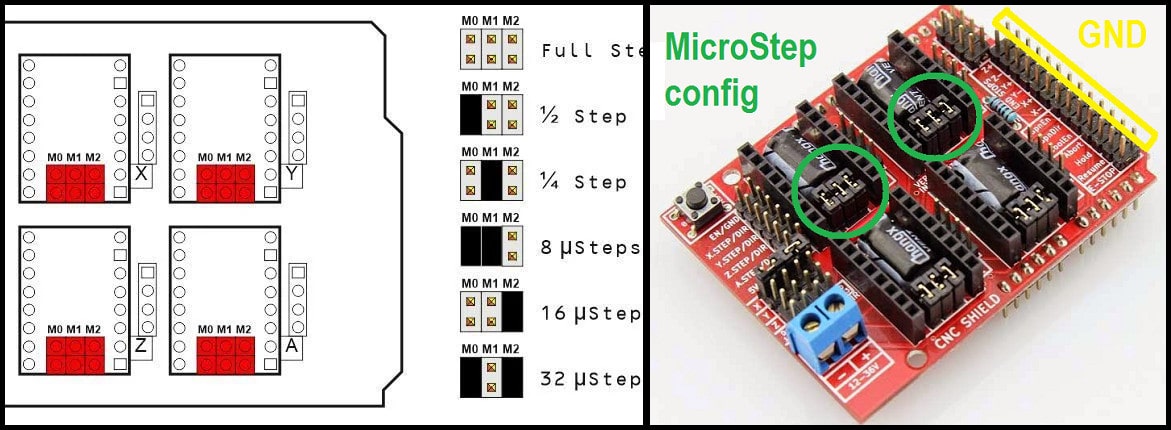 M0 M1 M2
Full Ste
M0 M1 M2
½ Step
M0 M1 M2
¼ Step
M0 M1 M2
8 µSteps
M0 M1 M2
16 µStep
M0 M1 M2
32 µStep
M0 M1 M2
X
M0 M1 M2
Y
M0 M1 M2
Z
M0 M1 M2
A
MicroStep
config
GND
Z+
Z-
Y+
Y-
X+
X-
END
STOPS
Abort
Hold
Resume
E-STOP
EN/GND
X.STEP/DIR
Y.STEP/DIR
Z.STEP/DIR
5V
Chongx
CNC SHIELD
- +
12-36V